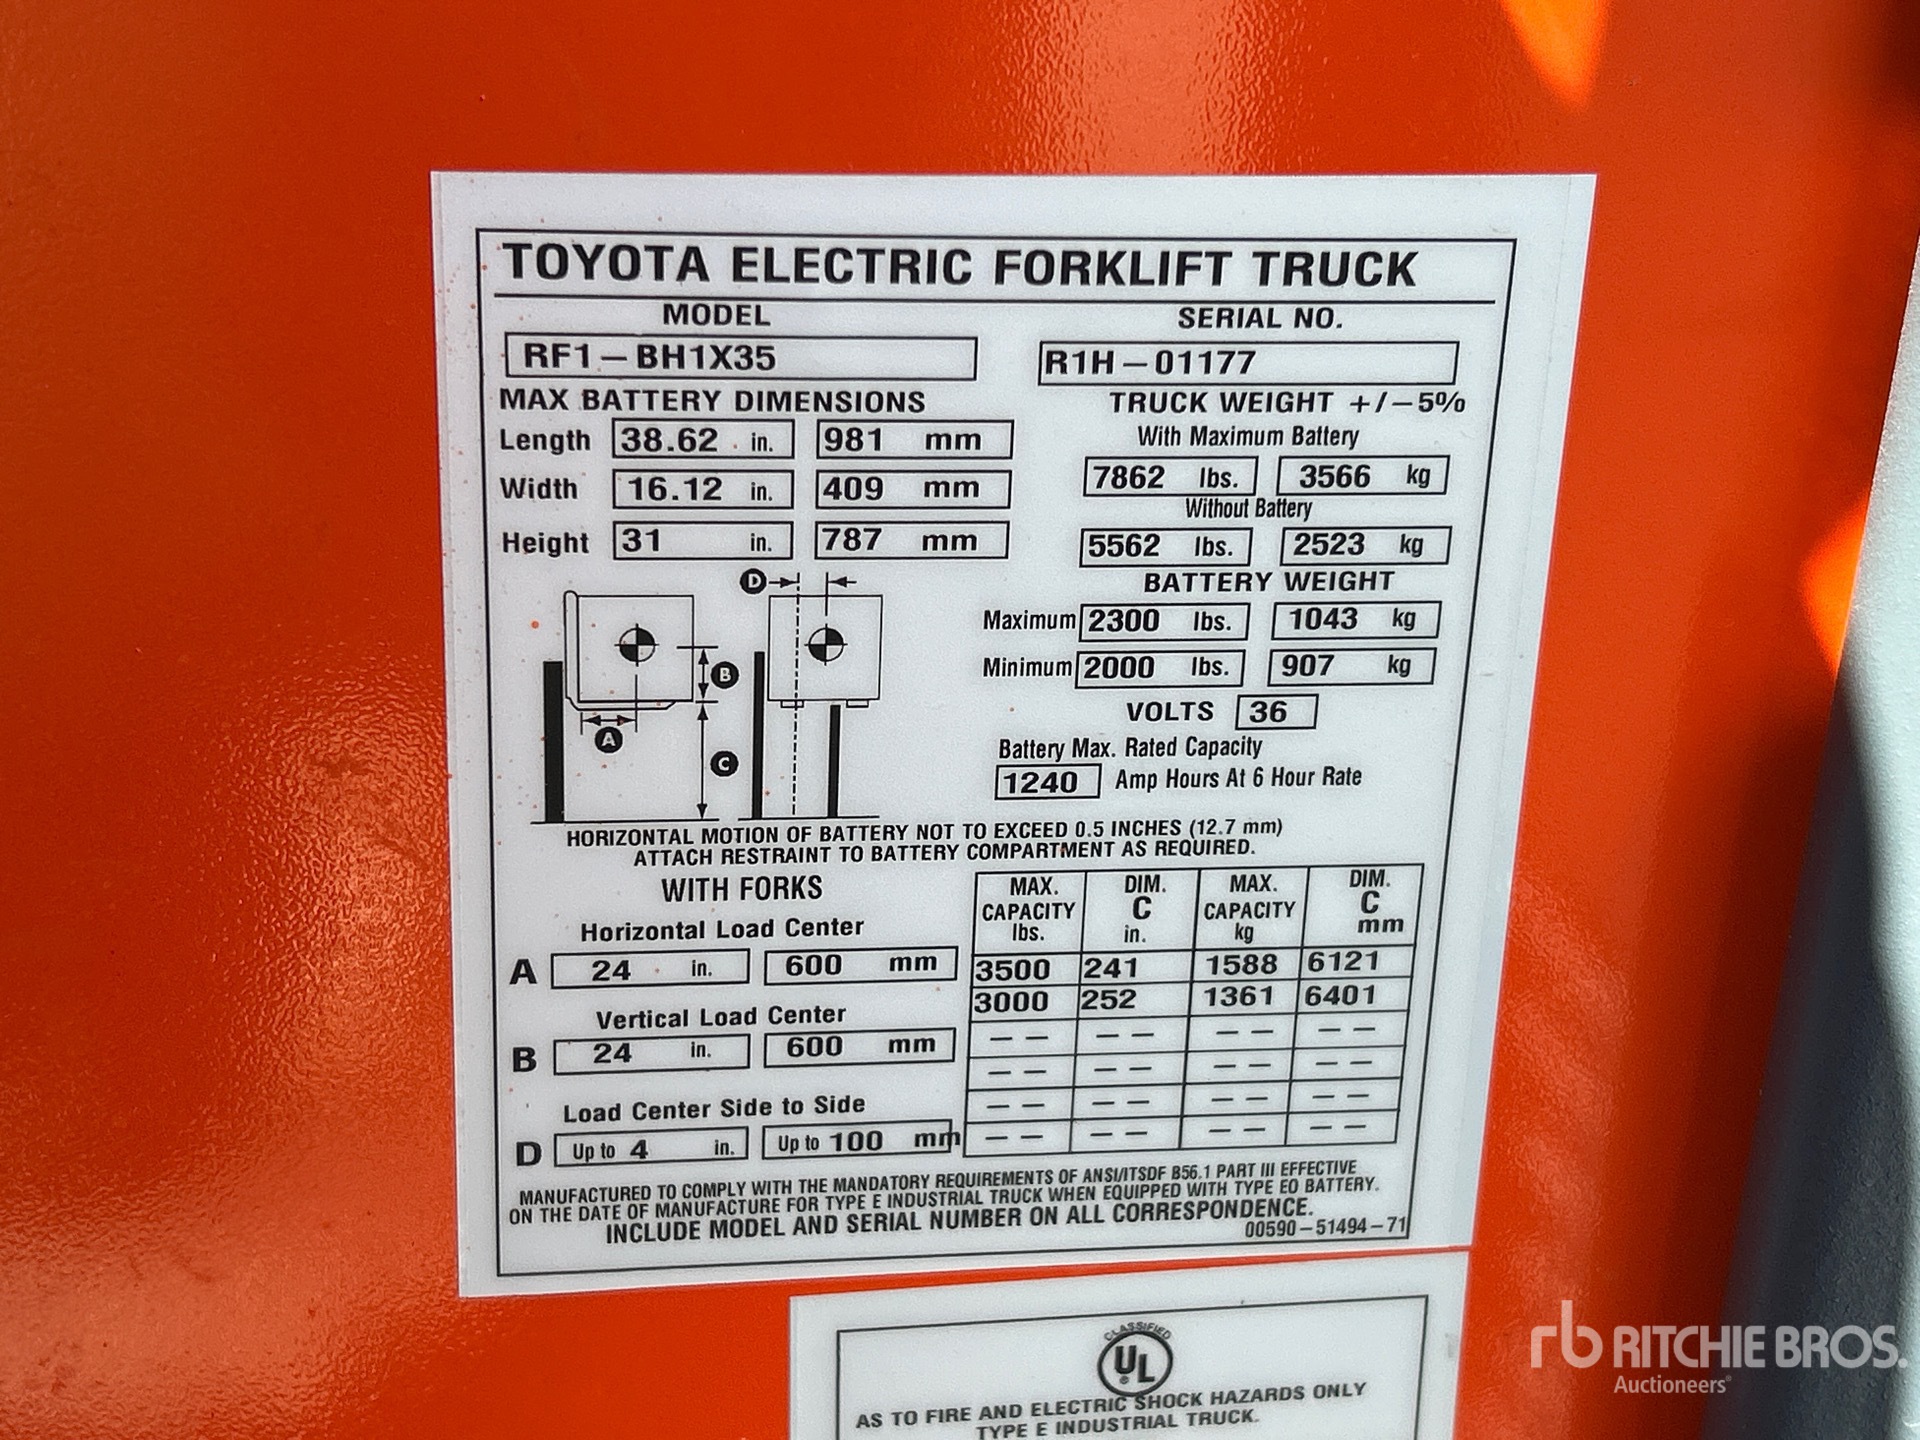 TOYOTA ELECTRIC FORKLIFT TRUCK
MODEL
RF1-BH1X35
SERIAL NO.
R1H-01177
MAX BATTERY DIMENSIONS
Length 38.62 in. 981 mm
Width 16.12 in. 409 mm
Height 31 in. 787 mm
TRUCK WEIGHT +/-5%
With Maximum Battery
7862 lbs. 3566 kg
Without Battery
5562 lbs. 2523 kg
BATTERY WEIGHT
Maximum 2300 lbs. 1043 kg
Minimum 2000 lbs. 907 kg
VOLTS 36
Battery Max. Rated Capacity
1240 Amp Hours At 6 Hour Rate
D
B
A
C
HORIZONTAL MOTION OF BATTERY NOT TO EXCEED 0.5 INCHES (12.7 mm)
ATTACH RESTRAINT TO BATTERY COMPARTMENT AS REQUIRED.
WITH FORKS
Horizontal Load Center
A 24 in. 600 mm
Vertical Load Center
B 24 in. 600 mm
Load Center Side to Side
D Up to 4 in. Up to 100 mm
MAX. CAPACITY lbs. DIM. C in. MAX. CAPACITY kg DIM. C mm
3500 241 1588 6121
3000 252 1361 6401
-- -- -- --
-- -- -- --
-- -- -- --
-- -- -- --
MANUFACTURED TO COMPLY WITH THE MANDATORY REQUIREMENTS OF ANSI/ITSDF B56.1 PART III EFFECTIVE
ON THE DATE OF MANUFACTURE FOR TYPE E INDUSTRIAL TRUCK WHEN EQUIPPED WITH TYPE EO BATTERY.
INCLUDE MODEL AND SERIAL NUMBER ON ALL CORRESPONDENCE.
00590-51494-71
CLASSIFIED
UL®
AS TO FIRE AND ELECTRIC SHOCK HAZARDS ONLY
TYPE E INDUSTRIAL TRUCK.
rb RITCHIE BROS.
Auctioneers®